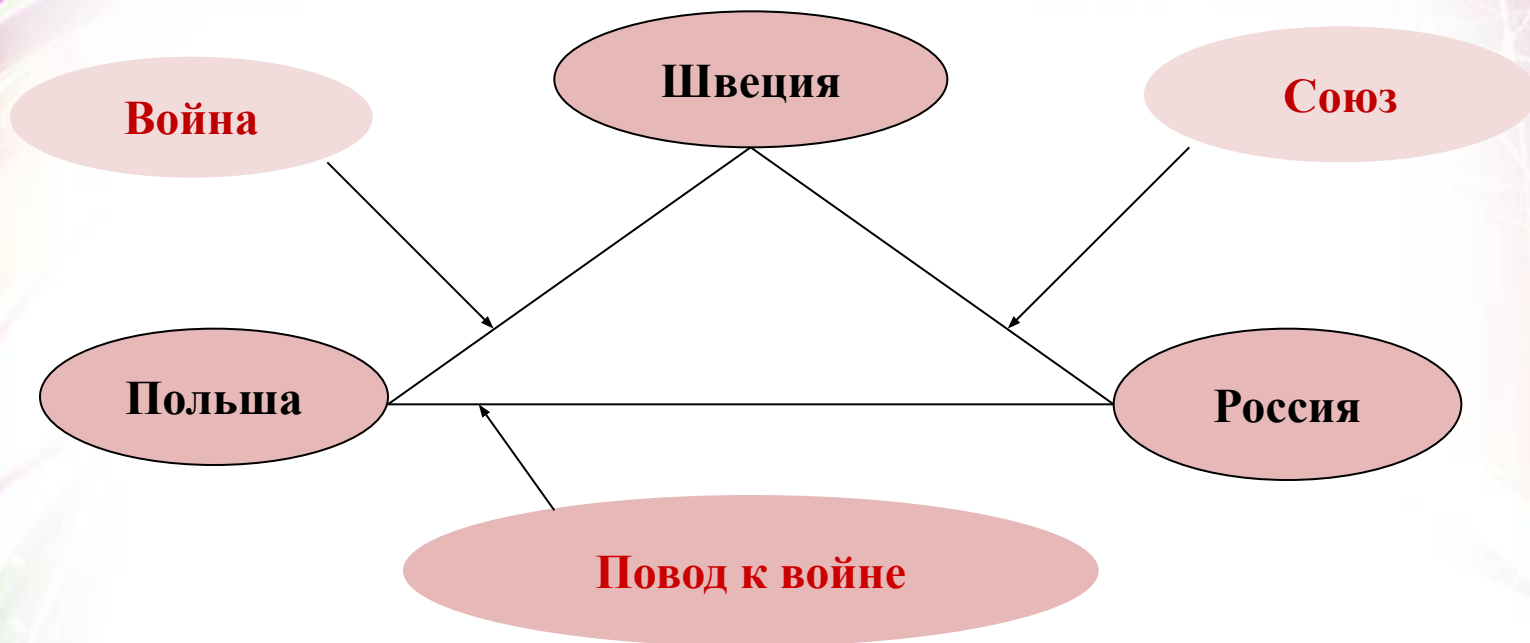 Швеция
Война
Союз
Польша
Россия
Повод к войне